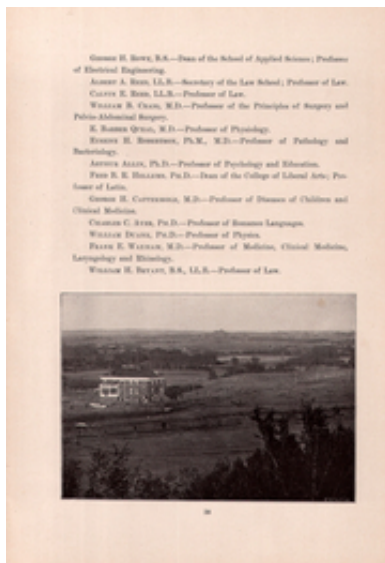 GEORGE H. ROWE, B.S.—Dean of the School of Applied Science; Professor
of Electrical Engineering.
ALBERT A. REED, LL.B.—Secretary of the Law School; Professor of Law.
CALVIN E. REED, LL.B.—Professor of Law.
WILLIAM B. CRAIG, M.D.—Professor of the Principles of Surgery and
Pelvic-Abdominal Surgery.
E. BARBER QUEAL, M.D.—Professor of Physiology.
EUGENE H. ROBERTSON, Ph.M., M.D.—Professor of Pathology and
Bacteriology.
ARTHUR ALLIN, Ph.D.—Professor of Psychology and Education.
FRED B. R. HELLEMS, PH.D.—Dean of the College of Liberal Arts; Pro-
fessor of Latin.
GEORGE H. CATTERMOLE, M.D.—Professor of Diseases of Children and
Clinical Medicine.
CHARLES C. AYER, PH.D.—Professor of Romance Languages.
WILLIAM DUANE, PH.D.—Professor of Physics.
FRANK E. WAXHAM, M.D.—Professor of Medicine, Clinical Medicine,
Laryngology and Rhinology.
WILLIAM H. BRYANT, B.S., LL.B.—Professor of Law.